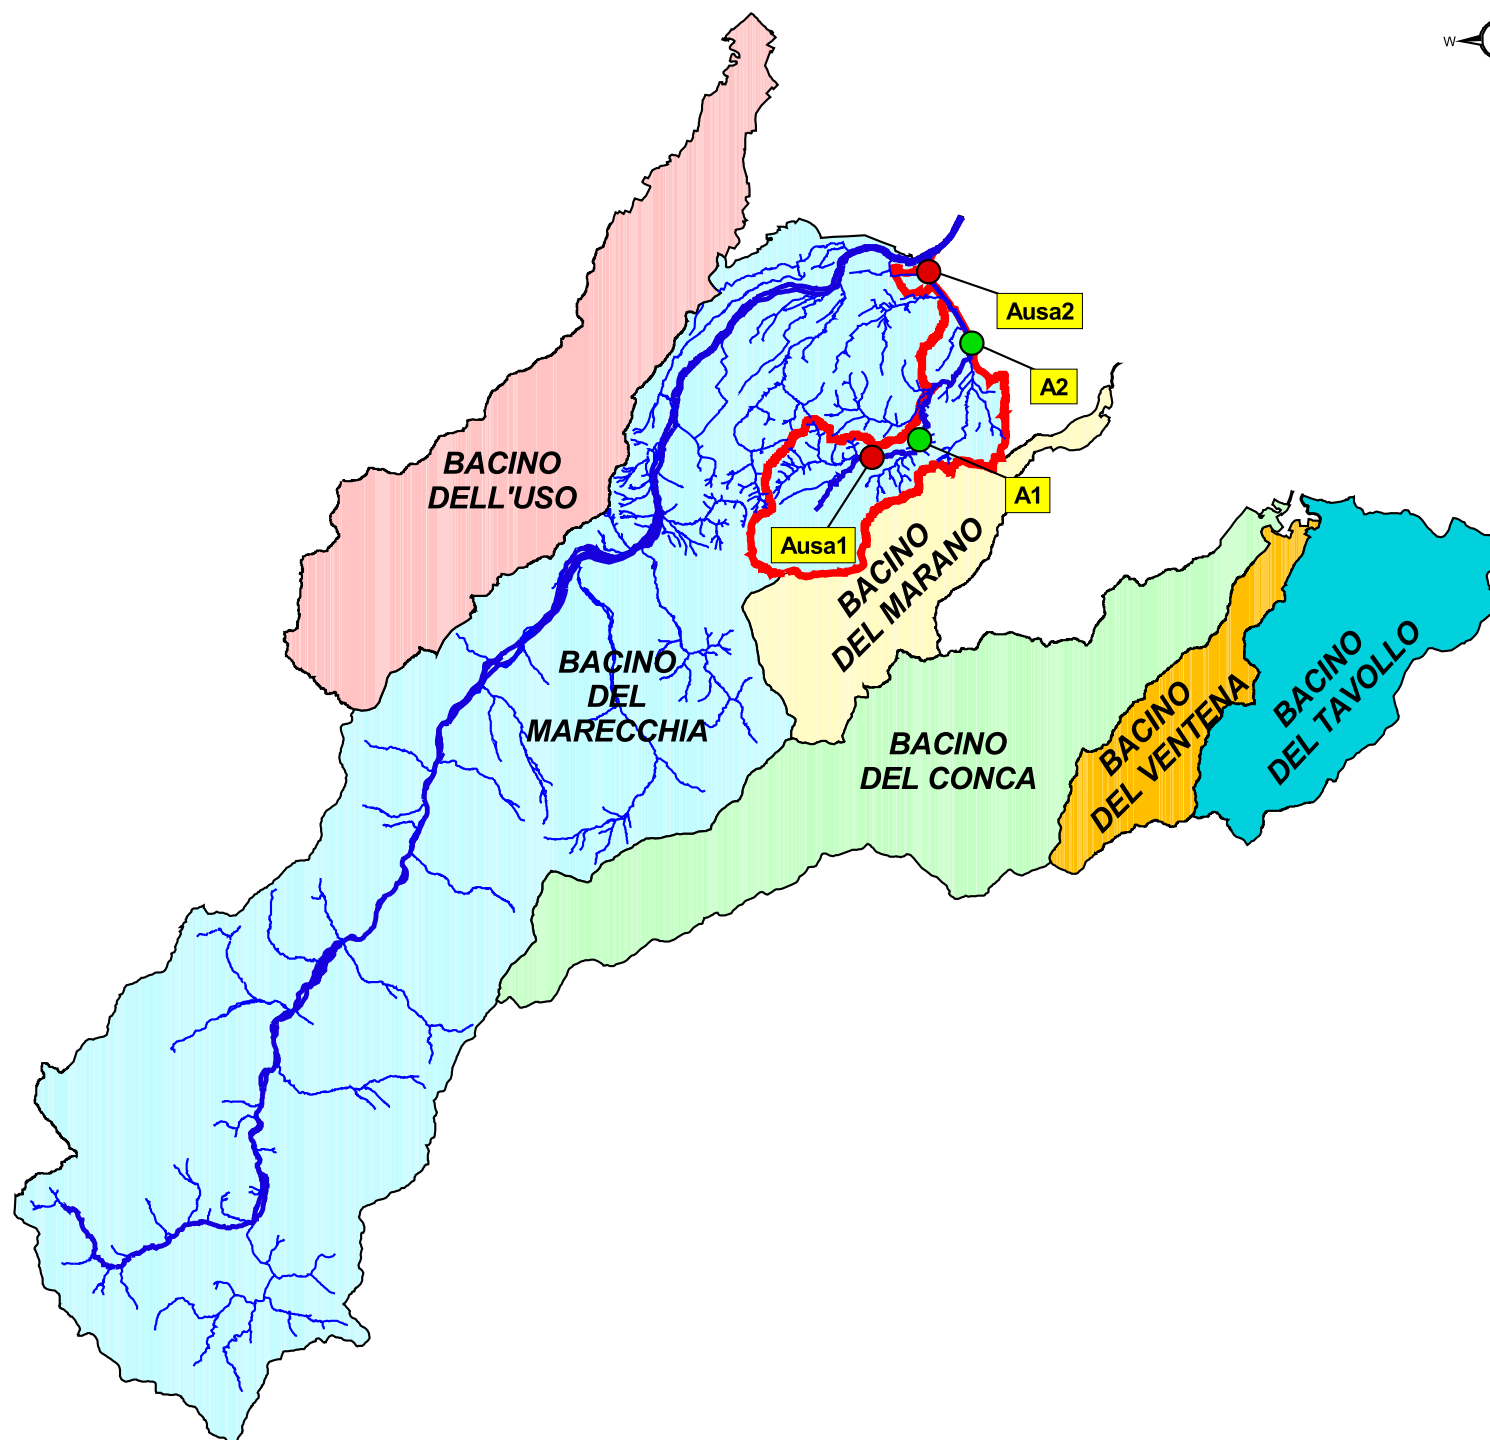 W
Ausa2
A2
BACINO
DELL'USO
A1
Ausa1
BACINO
DEL MARANO
BACINO
DEL
MARECCHIA
BACINO
DEL CONCA
BACINO
DEL VENTENA
BACINO
DEL TAVOLLO